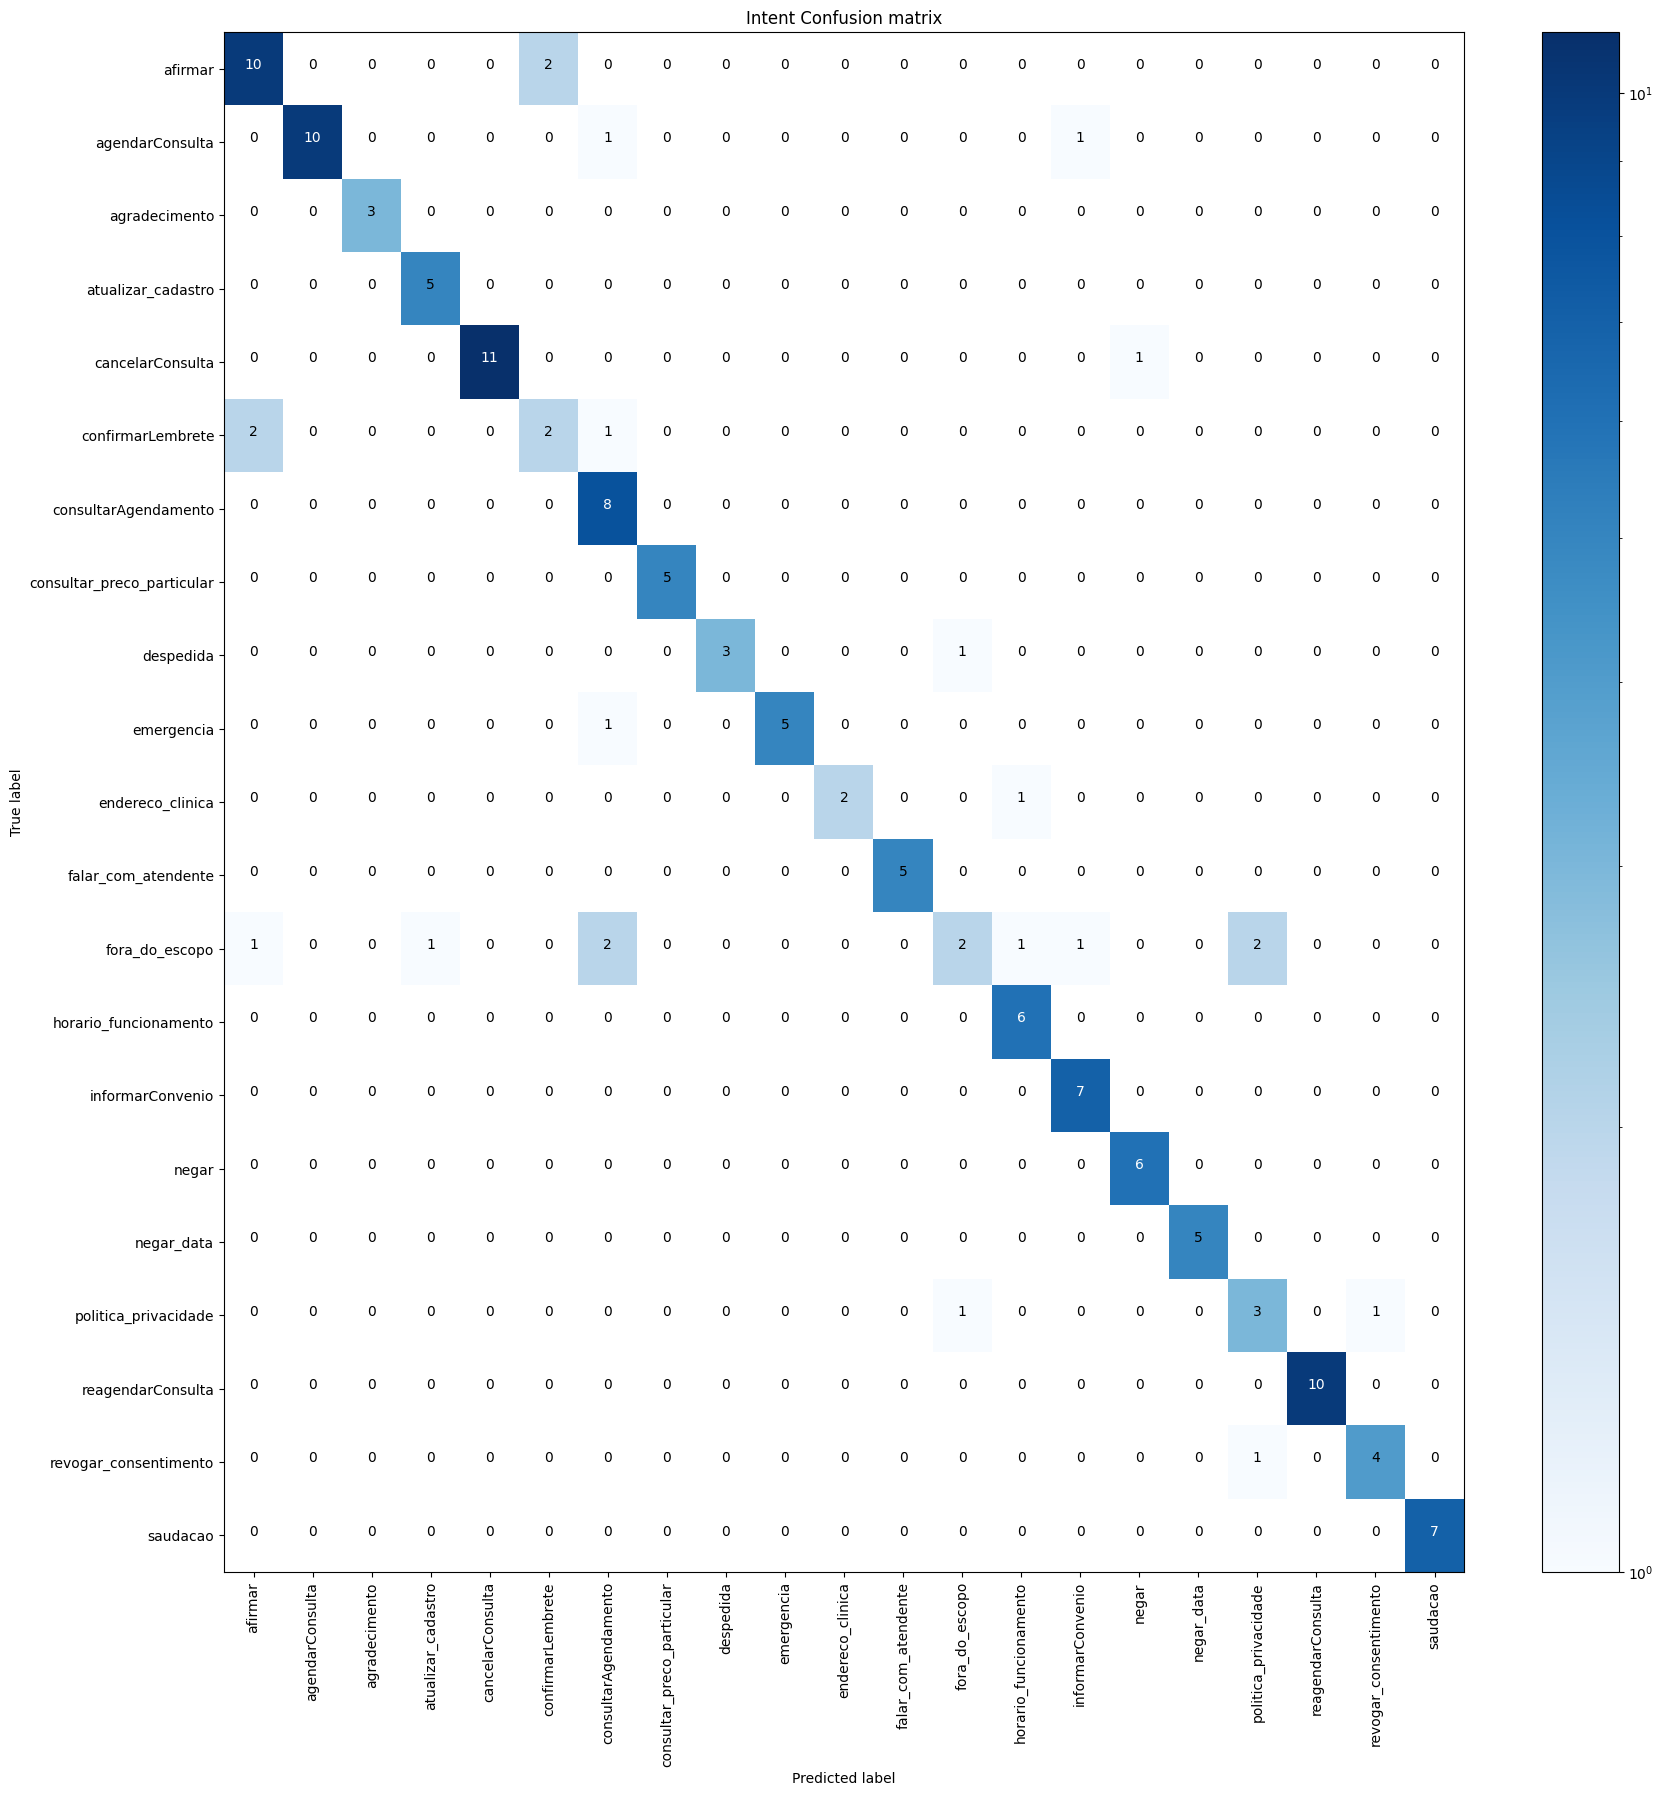 Intent Confusion matrix
afirmar 10 0 0 0 0 2 0 0 0 0 0 0 0 0 0 0 0 0 0 0 0
10¹
agendarConsulta 0 10 0 0 0 0 1 0 0 0 0 0 0 0 1 0 0 0 0 0 0
agradecimento 0 0 3 0 0 0 0 0 0 0 0 0 0 0 0 0 0 0 0 0 0
atualizar_cadastro 0 0 0 5 0 0 0 0 0 0 0 0 0 0 0 0 0 0 0 0 0
cancelarConsulta 0 0 0 0 11 0 0 0 0 0 0 0 0 0 0 1 0 0 0 0 0
confirmarLembrete 2 0 0 0 0 2 1 0 0 0 0 0 0 0 0 0 0 0 0 0 0
consultarAgendamento 0 0 0 0 0 0 8 0 0 0 0 0 0 0 0 0 0 0 0 0 0
consultar_preco_particular 0 0 0 0 0 0 0 5 0 0 0 0 0 0 0 0 0 0 0 0 0
despedida 0 0 0 0 0 0 0 0 3 0 0 0 1 0 0 0 0 0 0 0 0
emergencia 0 0 0 0 0 0 1 0 0 5 0 0 0 0 0 0 0 0 0 0 0
endereco_clinica 0 0 0 0 0 0 0 0 0 0 2 0 0 1 0 0 0 0 0 0 0
True label
falar_com_atendente 0 0 0 0 0 0 0 0 0 0 0 5 0 0 0 0 0 0 0 0 0
fora_do_escopo 1 0 0 1 0 0 2 0 0 0 0 0 2 1 1 0 0 2 0 0 0
horario_funcionamento 0 0 0 0 0 0 0 0 0 0 0 0 0 6 0 0 0 0 0 0 0
informarConvenio 0 0 0 0 0 0 0 0 0 0 0 0 0 0 7 0 0 0 0 0 0
negar 0 0 0 0 0 0 0 0 0 0 0 0 0 0 0 6 0 0 0 0 0
negar_data 0 0 0 0 0 0 0 0 0 0 0 0 0 0 0 0 5 0 0 0 0
politica_privacidade 0 0 0 0 0 0 0 0 0 0 0 0 1 0 0 0 0 3 0 1 0
reagendarConsulta 0 0 0 0 0 0 0 0 0 0 0 0 0 0 0 0 0 0 10 0 0
revogar_consentimento 0 0 0 0 0 0 0 0 0 0 0 0 0 0 0 0 0 1 0 4 0
saudacao 0 0 0 0 0 0 0 0 0 0 0 0 0 0 0 0 0 0 0 0 7
10⁰
afirmar
agendarConsulta
agradecimento
atualizar_cadastro
cancelarConsulta
confirmarLembrete
consultarAgendamento
consultar_preco_particular
despedida
emergencia
endereco_clinica
falar_com_atendente
fora_do_escopo
horario_funcionamento
informarConvenio
negar
negar_data
politica_privacidade
reagendarConsulta
revogar_consentimento
saudacao
Predicted label